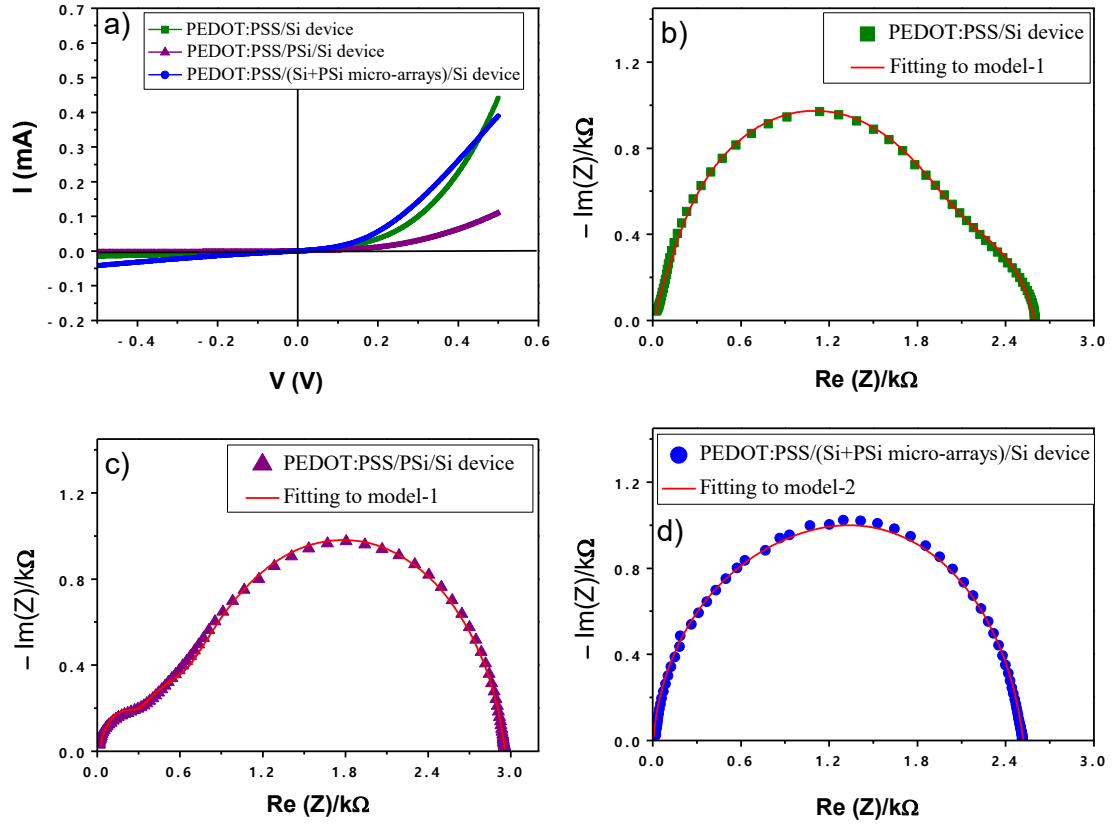 a)
PEDOT:PSS/Si device
PEDOT:PSS/PSi/Si device
PEDOT:PSS/(Si+PSi micro-arrays)/Si device
I (mA)
0.7
0.6
0.5
0.4
0.3
0.2
0.1
0.0
- 0.1
- 0.2
- 0.4 - 0.2 0.0 0.2 0.4 0.6
V (V)
b)
PEDOT:PSS/Si device
Fitting to model-1
– Im(Z)/kΩ
1.2
0.8
0.4
0.0
0.0 0.6 1.2 1.8 2.4 3.0
Re (Z)/kΩ
c)
PEDOT:PSS/PSi/Si device
Fitting to model-1
– Im(Z)/kΩ
1.2
0.8
0.4
0.0
0.0 0.6 1.2 1.8 2.4 3.0
Re (Z)/kΩ
PEDOT:PSS/(Si+PSi micro-arrays)/Si device
Fitting to model-2
d)
– Im(Z)/kΩ
1.2
0.8
0.4
0.0
0.0 0.6 1.2 1.8 2.4 3.0
Re (Z)/kΩ